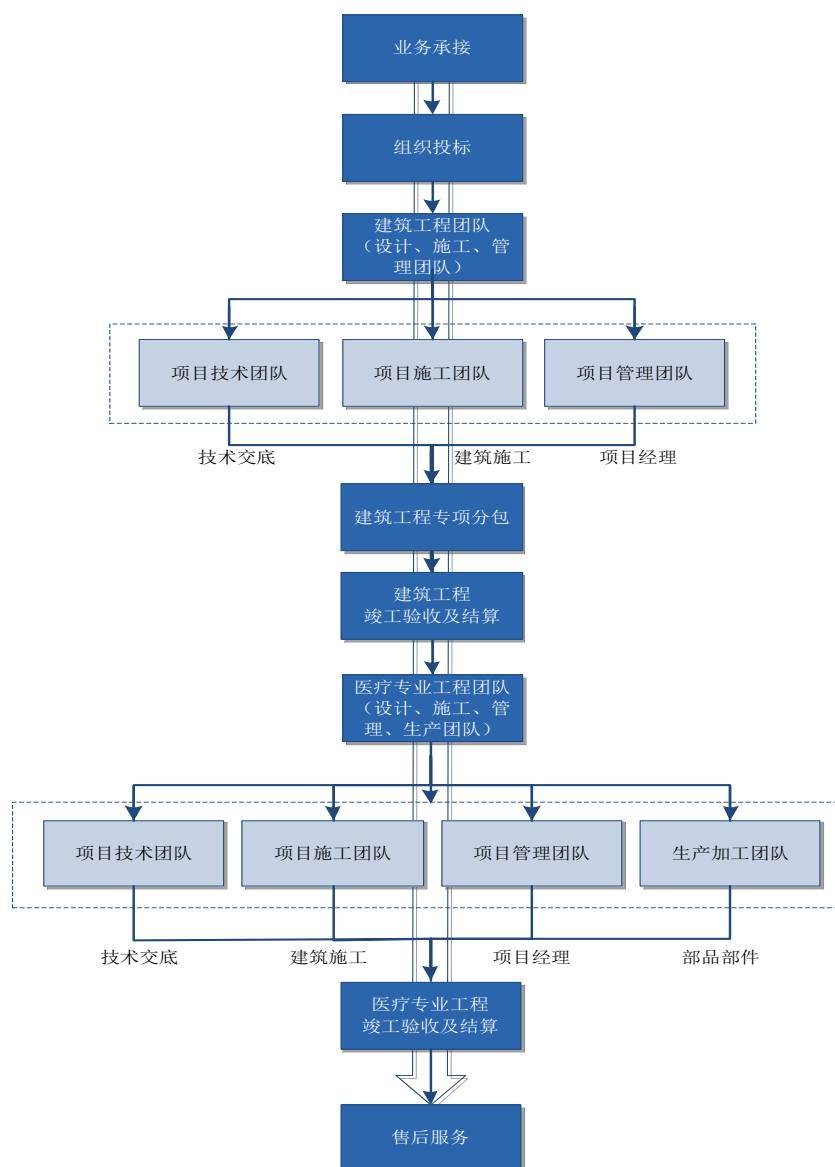 业务承接
组织投标
建筑工程团队
（设计、施工、管
理团队）
项目技术团队
项目施工团队
项目管理团队
技术交底
建筑施工
项目经理
建筑工程专项分包
建筑工程
竣工验收及结算
医疗专业工程团队
（设计、施工、管
理、生产团队）
项目技术团队
项目施工团队
项目管理团队
生产加工团队
技术交底
建筑施工
项目经理
部品部件
医疗专业工程
竣工验收及结算
售后服务